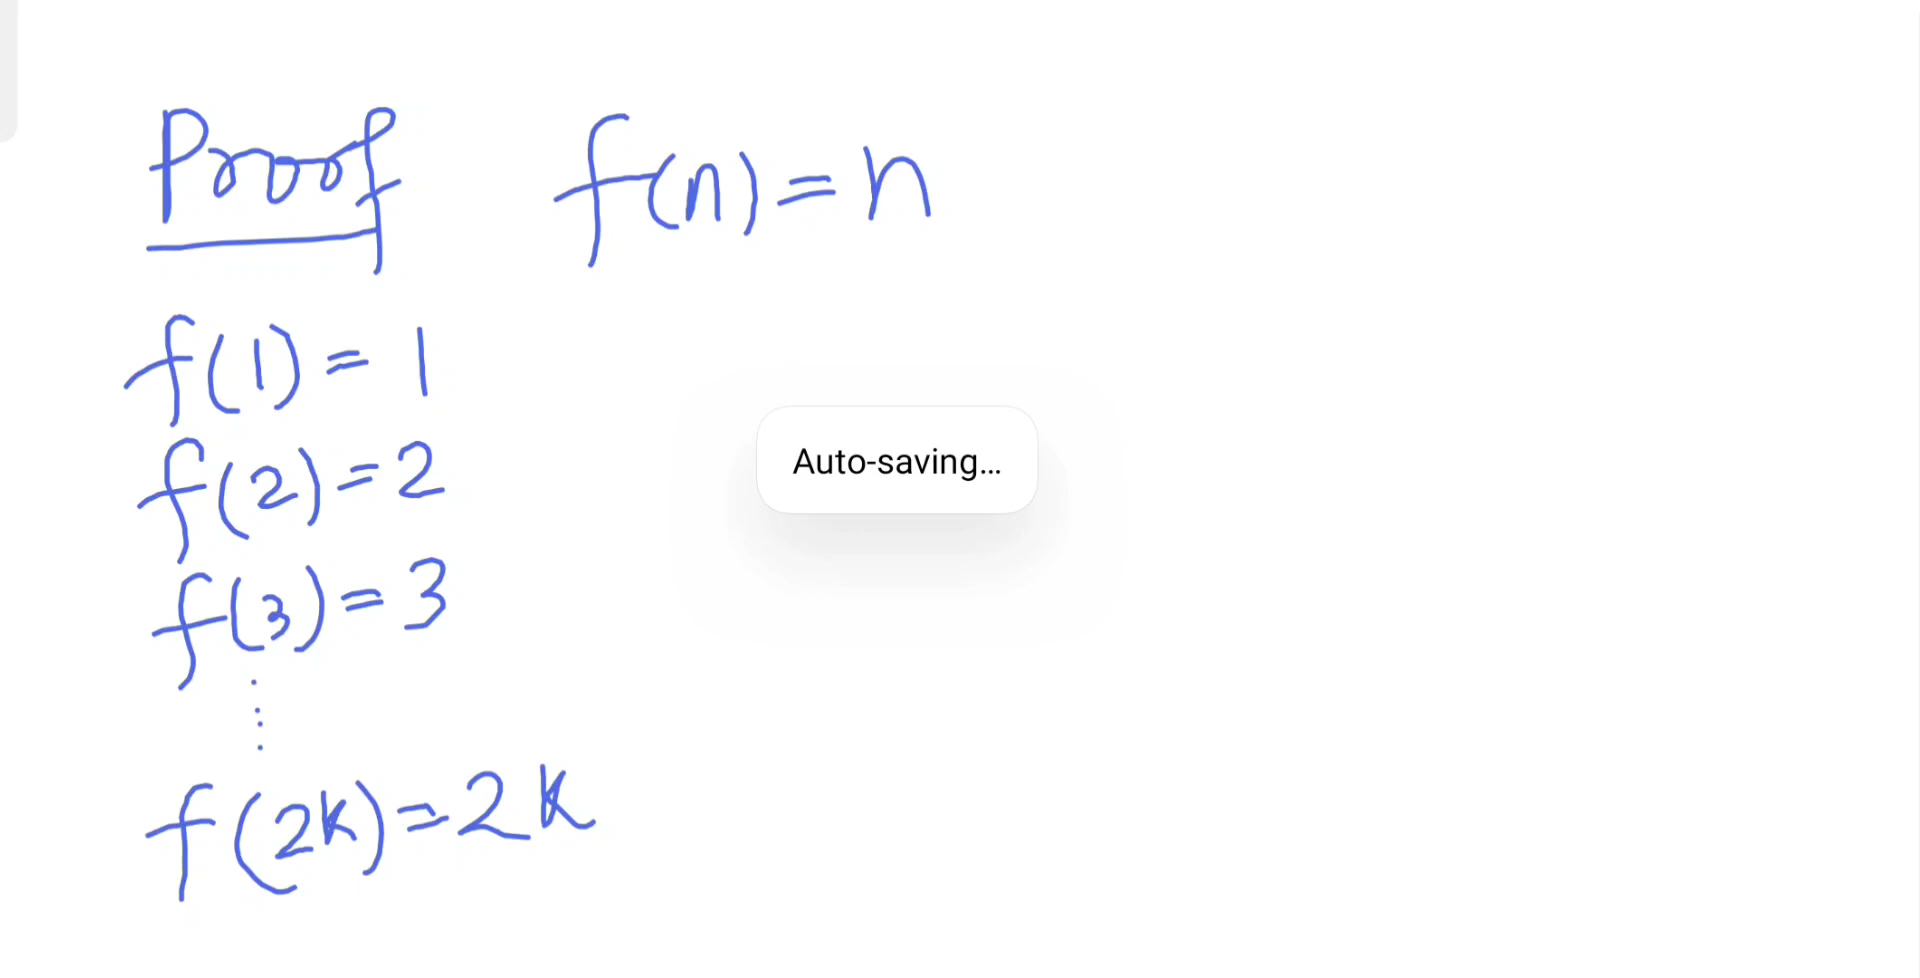 Proof f(n)=n
f(1)=1
f(2)=2
Auto-saving...
f(3)=3
f(2k)=2k